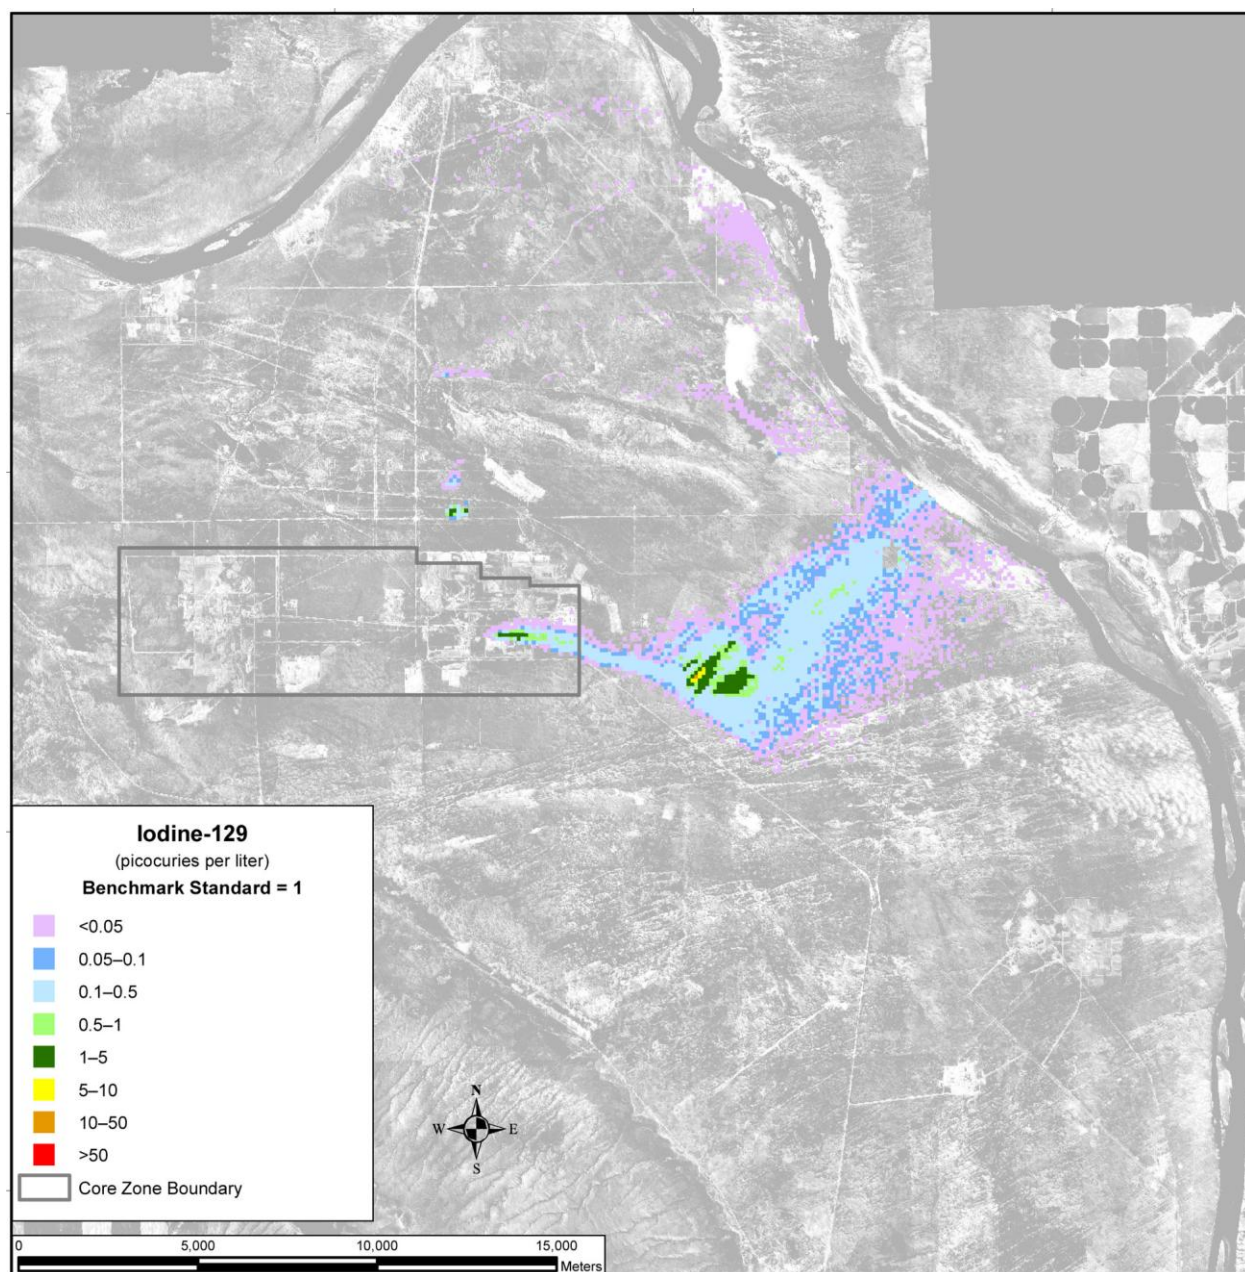 Iodine-129
(picocuries per liter)
Benchmark Standard = 1
<0.05
0.05–0.1
0.1–0.5
0.5–1
1–5
5–10
10–50
>50
Core Zone Boundary
N
W E
S
0 5,000 10,000 15,000
Meters